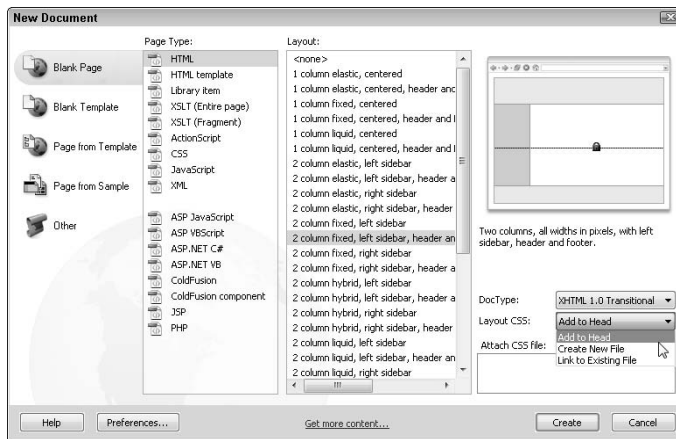 New Document
Blank Page
Blank Template
Page from Template
Page from Sample
Other
Page Type:
HTML
HTML template
Library item
XSLT (Entire page)
XSLT (Fragment)
ActionScript
CSS
JavaScript
XML
ASP JavaScript
ASP VBScript
ASP.NET C#
ASP.NET VB
ColdFusion
ColdFusion component
JSP
PHP
Layout:
<none>
1 column elastic, centered
1 column elastic, centered, header and
1 column fixed, centered
1 column fixed, centered, header and f
1 column liquid, centered
1 column liquid, centered, header and f
2 column elastic, left sidebar
2 column elastic, left sidebar, header a
2 column elastic, right sidebar
2 column elastic, right sidebar, header
2 column fixed, left sidebar
2 column fixed, left sidebar, header an
2 column fixed, right sidebar
2 column fixed, right sidebar, header a
2 column hybrid, left sidebar
2 column hybrid, left sidebar, header a
2 column hybrid, right sidebar
2 column hybrid, right sidebar, header
2 column liquid, left sidebar
2 column liquid, left sidebar, header an
2 column liquid, right sidebar
Two columns, all widths in pixels, with left
sidebar, header and footer.
DocType: XHTML 1.0 Transitional
Layout CSS: Add to Head
Add to Head
Create New File
Link to Existing File
Attach CSS file:
Help
Preferences...
Get more content...
Create
Cancel